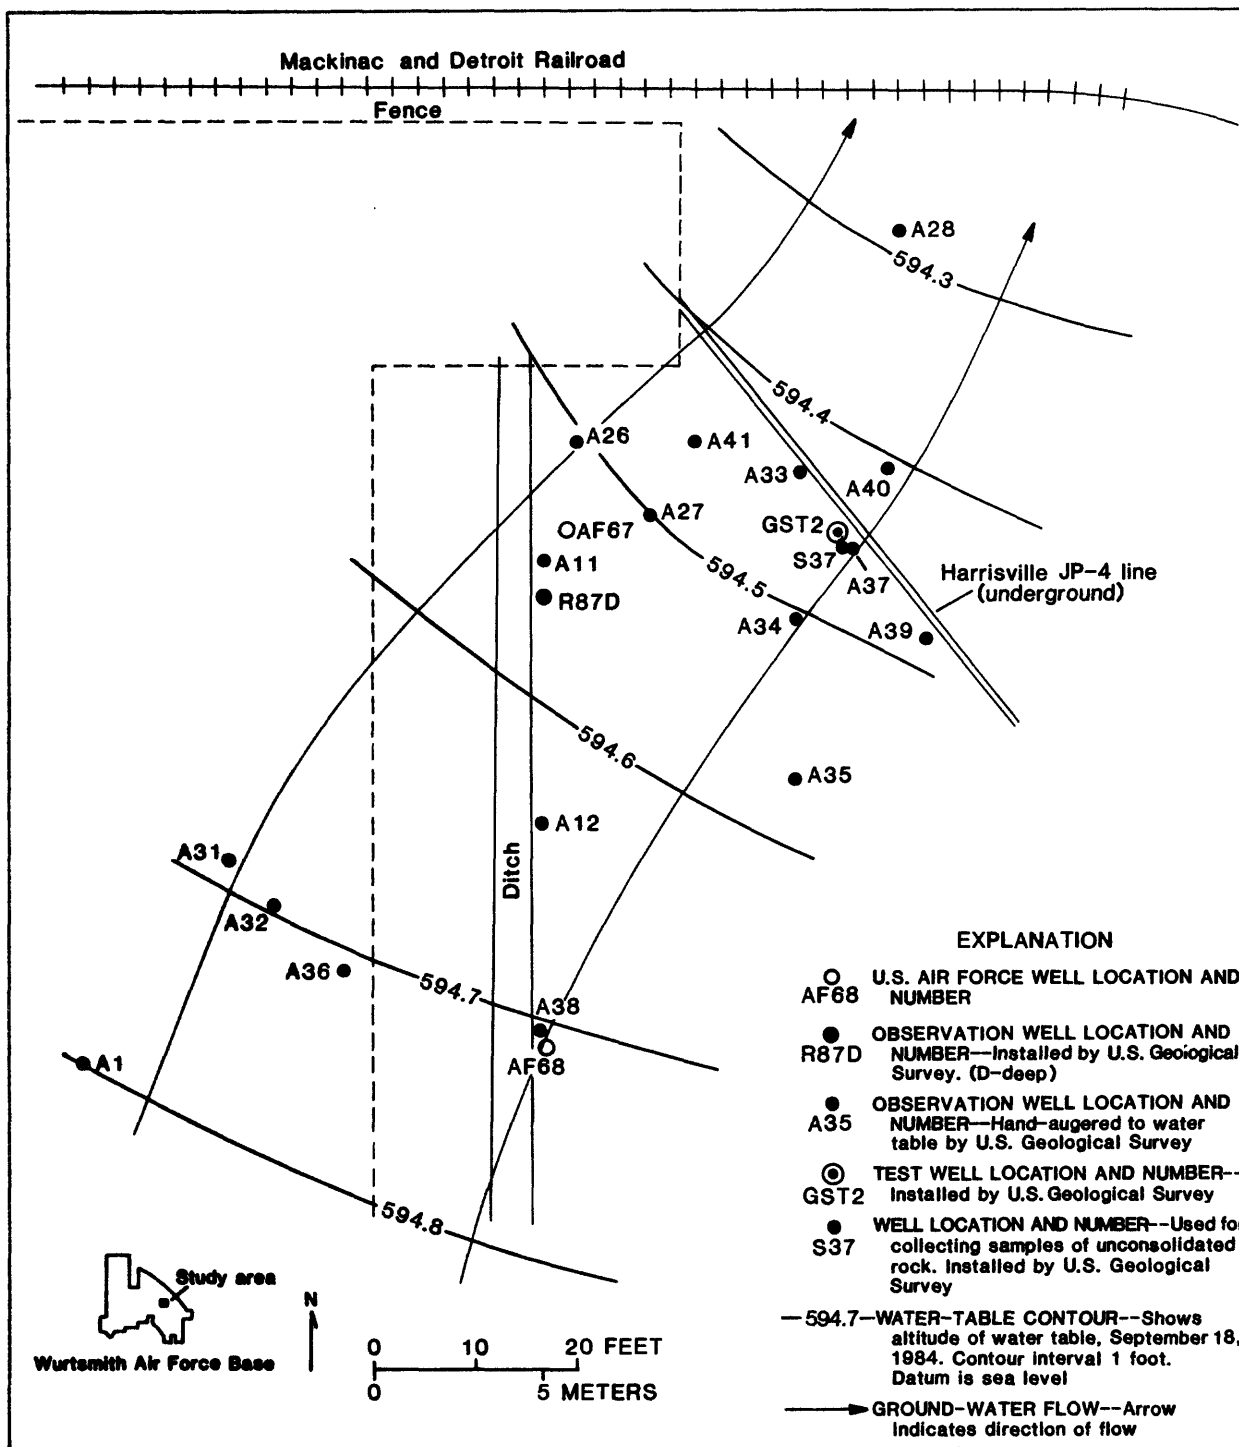 Mackinac and Detroit Railroad
Fence
A28
594.3
594.4
A26
A41
A33
A40
A27
GST2
OAF67
S37
A37
A11
594.5
Harrisville JP-4 line
(underground)
R87D
A34
A39
594.6
A35
A12
A31
Ditch
A32
A36
594.7
A38
AF68
A1
594.8
EXPLANATION
AF68 U.S. AIR FORCE WELL LOCATION AND
NUMBER
OBSERVATION WELL LOCATION AND
R87D NUMBER--Installed by U.S. Geological
Survey. (D-deep)
OBSERVATION WELL LOCATION AND
A35 NUMBER--Hand-augered to water
table by U.S. Geological Survey
TEST WELL LOCATION AND NUMBER--
GST2 Installed by U.S. Geological Survey
WELL LOCATION AND NUMBER--Used fo
S37 collecting samples of unconsolidated
rock. Installed by U.S. Geological
Survey
594.7 WATER-TABLE CONTOUR--Shows
altitude of water table, September 18,
1984. Contour interval 1 foot.
Datum is sea level
GROUND-WATER FLOW--Arrow
indicates direction of flow
Study area
Wurtsmith Air Force Base
N
0 10 20 FEET
0 5 METERS